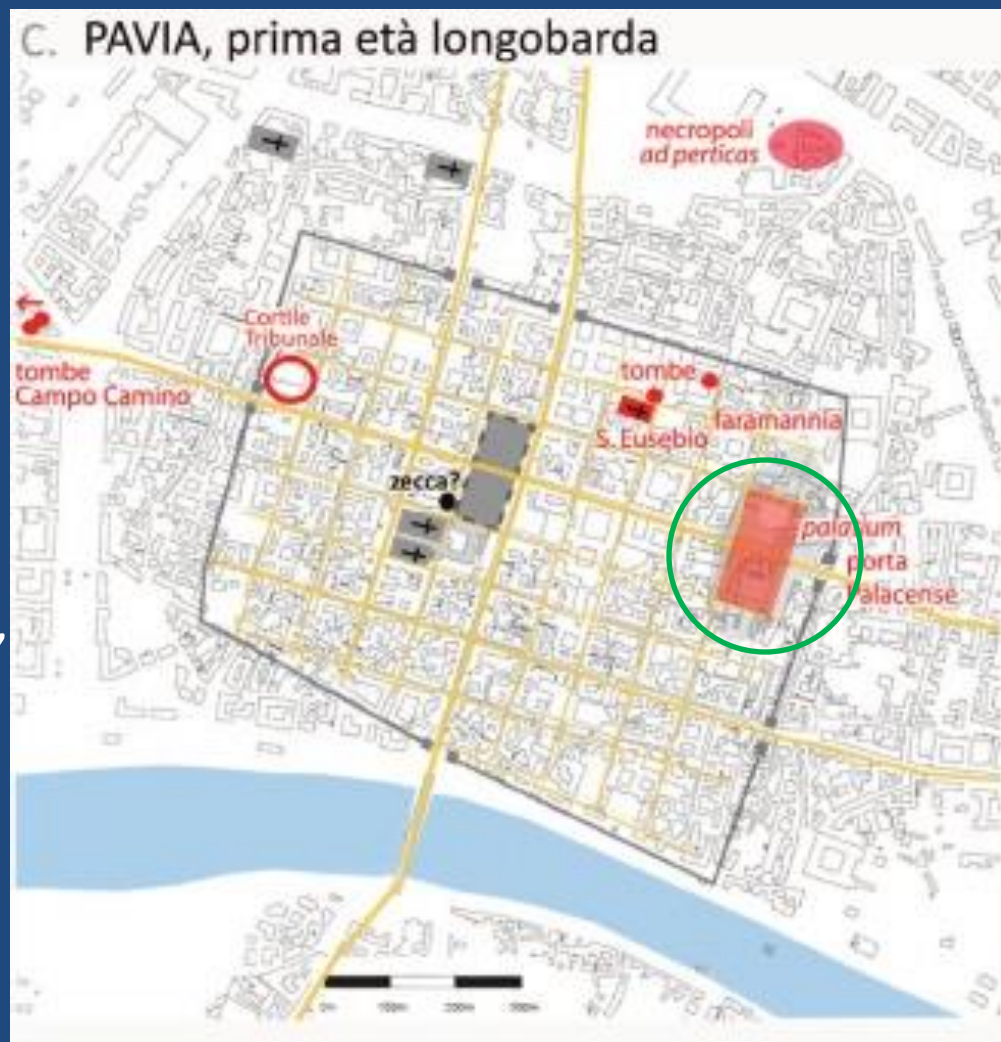 C. PAVIA, prima età longobarda
necropoli
ad perticas
Cortile
Tribunale
tombe
Campo Camino
tombe
faramannia
S. Eusebio
zecca?
palatium
porta
Palacense